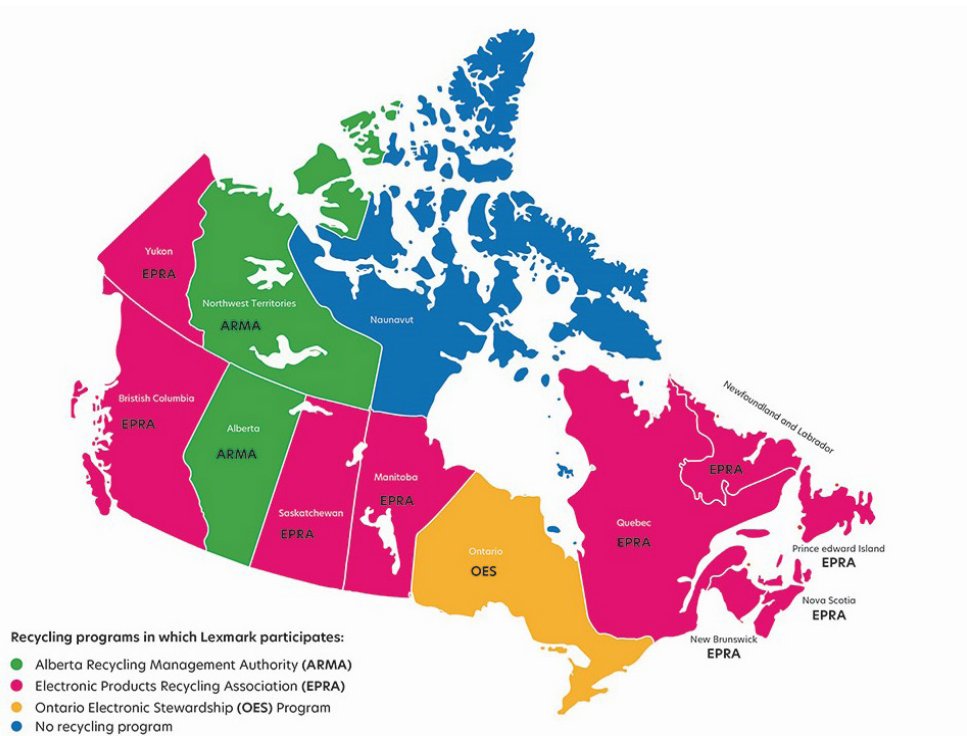 Yukon
EPRA
Northwest Territories
ARMA
Naunavut
Bristish Columbia
EPRA
Alberta
ARMA
Saskatchewan
EPRA
Manitoba
EPRA
Ontario
OES
Quebec
EPRA
Newfoundland and Labrador
EPRA
Prince edward Island
EPRA
Nova Scotia
EPRA
New Brunswick
EPRA
Recycling programs in which Lexmark participates:
Alberta Recycling Management Authority (ARMA)
Electronic Products Recycling Association (EPRA)
Ontario Electronic Stewardship (OES) Program
No recycling program